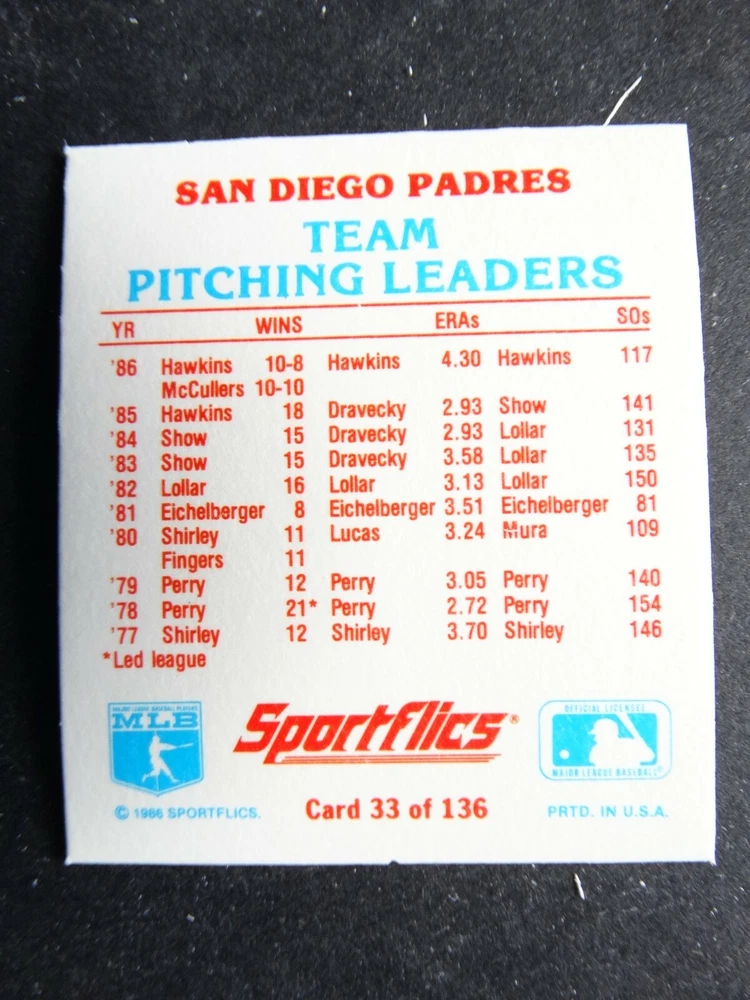 SAN DIEGO PADRES
TEAM
PITCHING LEADERS
YR WINS ERAs SOs
'86 Hawkins 10-8 Hawkins 4.30 Hawkins 117
McCullers 10-10
'85 Hawkins 18 Dravecky 2.93 Show 141
'84 Show 15 Dravecky 2.93 Lollar 131
'83 Show 15 Dravecky 3.58 Lollar 135
'82 Lollar 16 Lollar 3.13 Lollar 150
'81 Eichelberger 8 Eichelberger 3.51 Eichelberger 81
'80 Shirley 11 Lucas 3.24 Mura 109
Fingers 11
'79 Perry 12 Perry 3.05 Perry 140
'78 Perry 21* Perry 2.72 Perry 154
'77 Shirley 12 Shirley 3.70 Shirley 146
*Led league
MAJOR LEAGUE BASEBALL PLAYERS
MLB
Sportflics®
OFFICIAL LICENSEE
MAJOR LEAGUE BASEBALL®
© 1986 SPORTFLICS.
Card 33 of 136
PRTD. IN U.S.A.